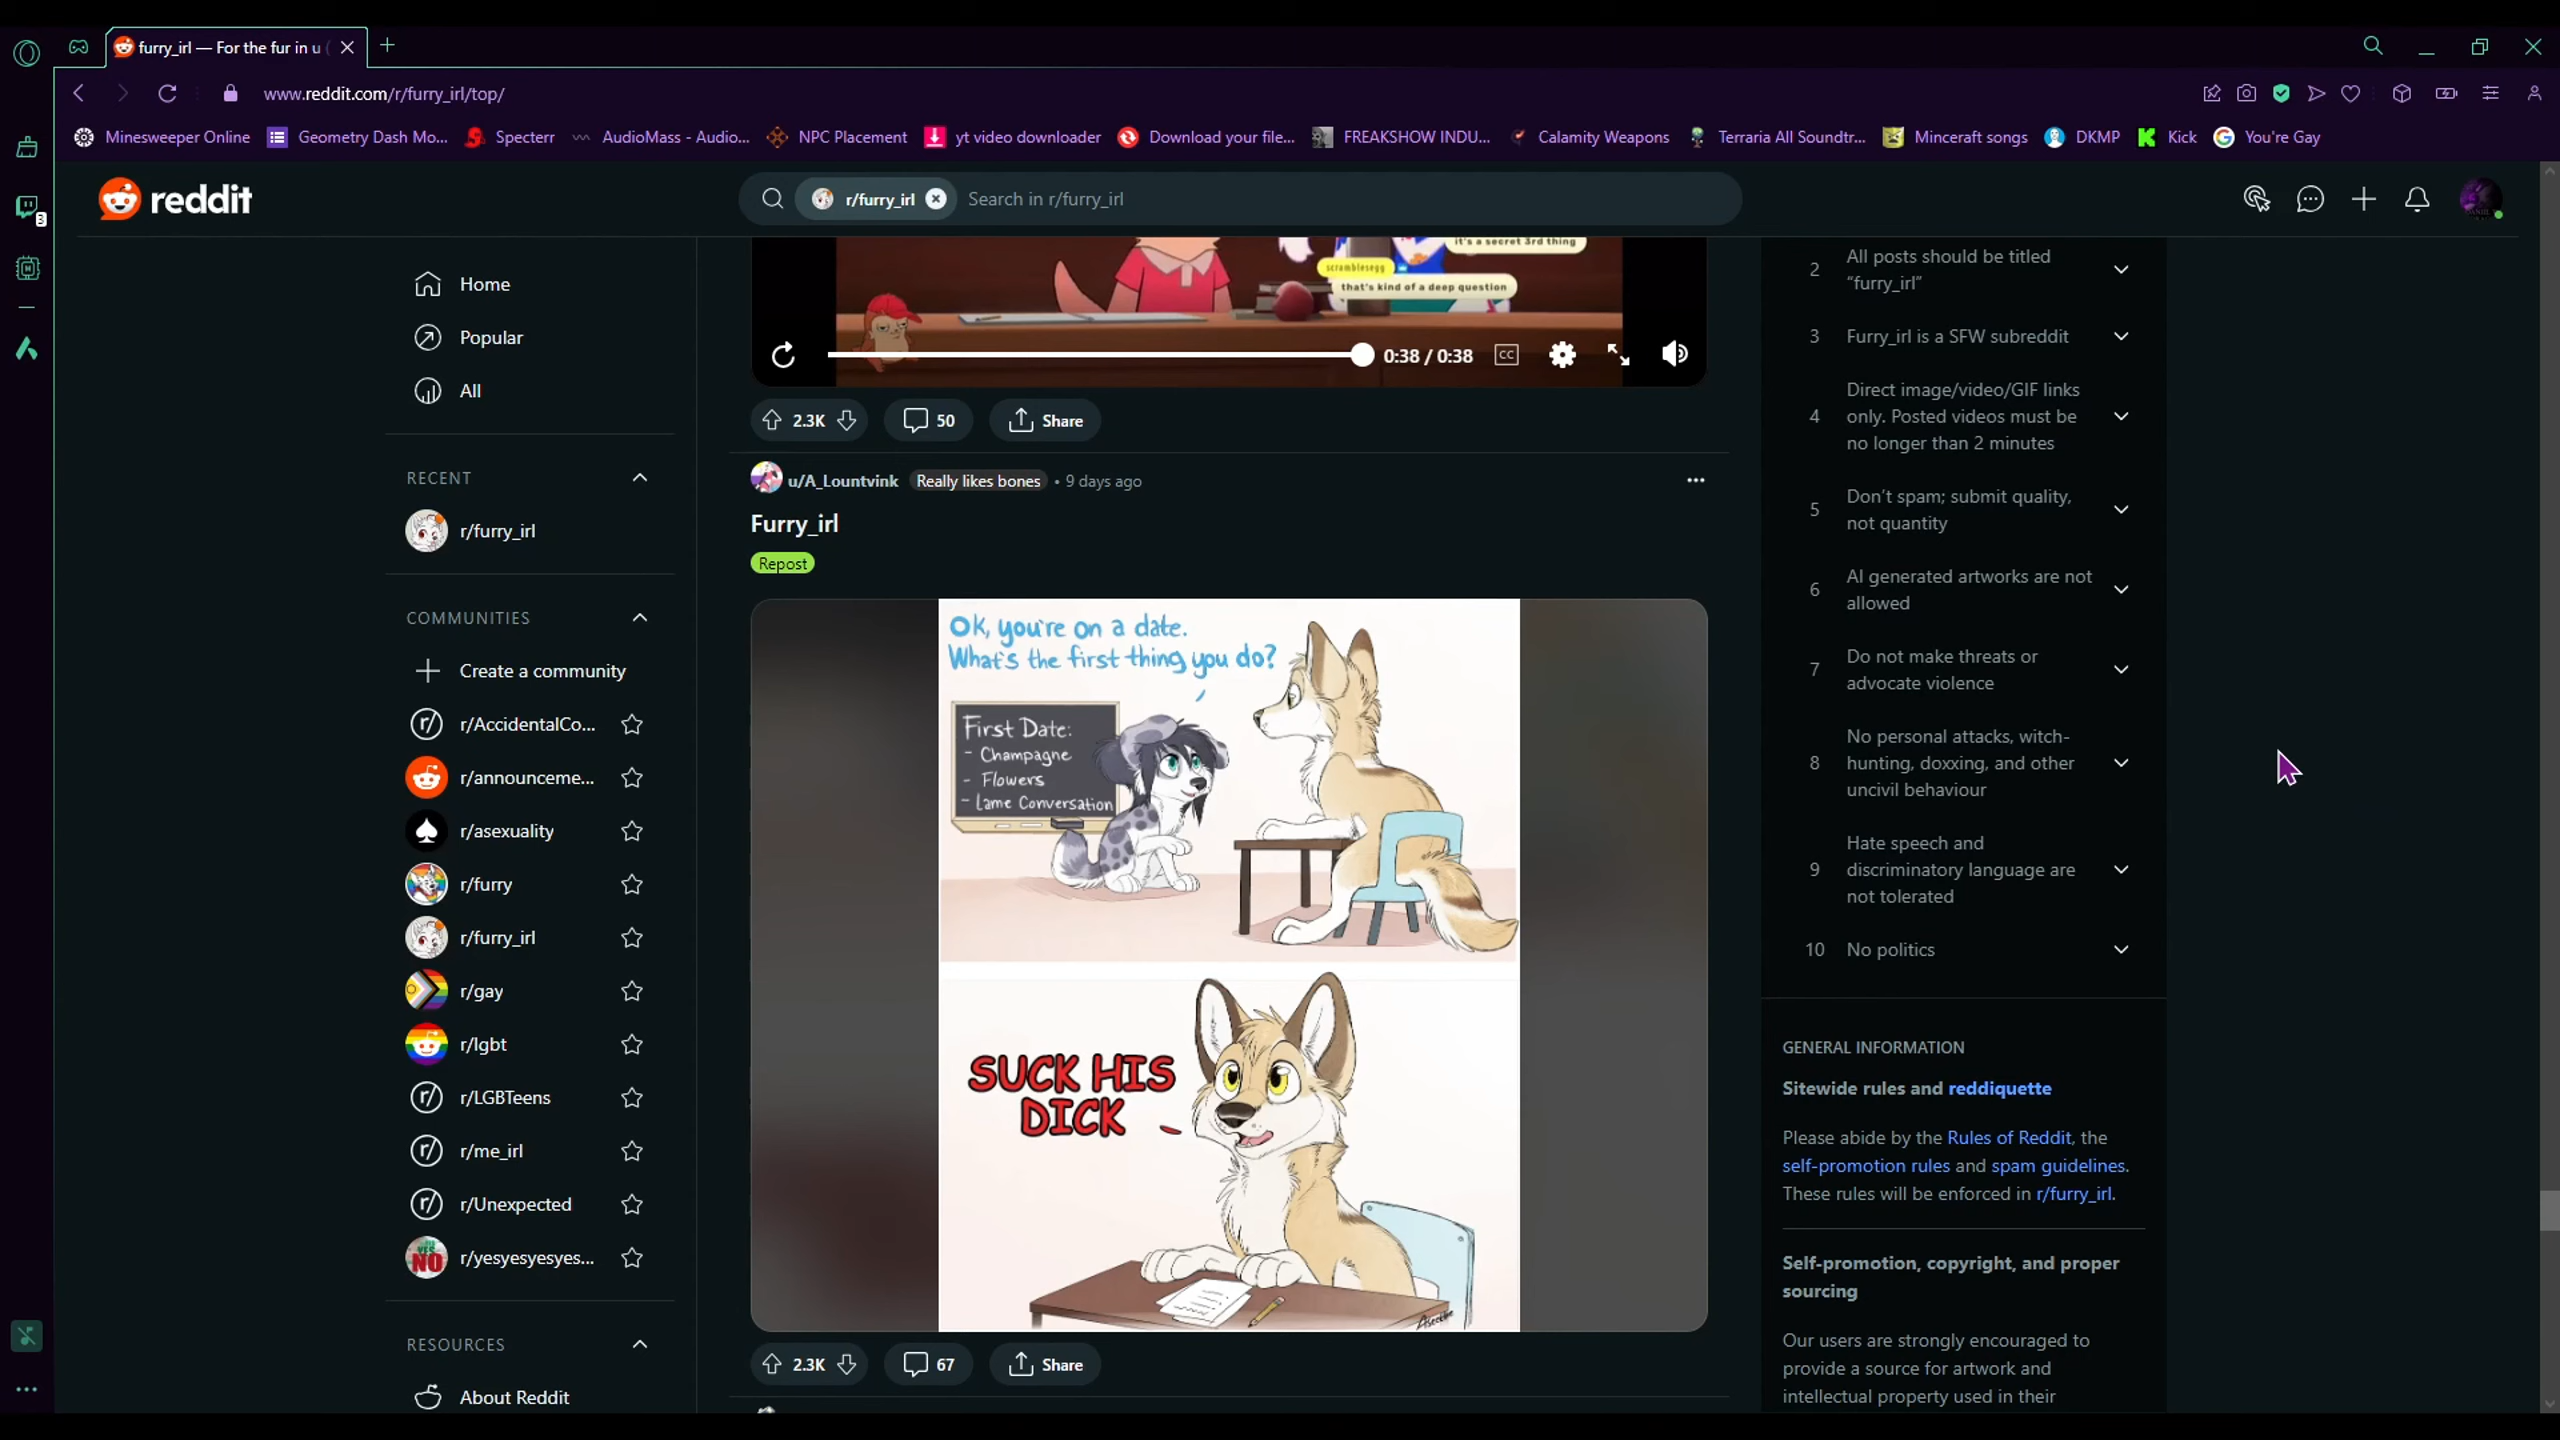 furry_irl — For the fur in u (
www.reddit.com/r/furry_irl/top/
Minesweeper Online
Geometry Dash Mo...
Specterr
AudioMass - Audio...
NPC Placement
yt video downloader
Download your file...
FREAKSHOW INDU...
Calamity Weapons
Terraria All Soundtr...
Minceraft songs
DKMP
Kick
You're Gay
3
reddit
r/furry_irl
Search in r/furry_irl
Home
Popular
All
RECENT
r/furry_irl
COMMUNITIES
Create a community
r/AccidentalCo...
r/announceme...
r/asexuality
r/furry
r/furry_irl
r/gay
r/lgbt
r/LGBTeens
r/me_irl
r/Unexpected
r/yesyesyesyes...
RESOURCES
About Reddit
it's a secret 3rd thing
scramblesegg
that's kind of a deep question
0:38 / 0:38
CC
2.3K
50
Share
u/A_Lountvink
Really likes bones
• 9 days ago
Furry_irl
Repost
Ok, you're on a date.
What's the first thing you do?
First Date:
- Champagne
- Flowers
- Lame Conversation
SUCK HIS
DICK
2.3K
67
Share
2
All posts should be titled
“furry_irl”
3
Furry_irl is a SFW subreddit
4
Direct image/video/GIF links
only. Posted videos must be
no longer than 2 minutes
5
Don’t spam; submit quality,
not quantity
6
AI generated artworks are not
allowed
7
Do not make threats or
advocate violence
8
No personal attacks, witch-
hunting, doxxing, and other
uncivil behaviour
9
Hate speech and
discriminatory language are
not tolerated
10
No politics
GENERAL INFORMATION
Sitewide rules and reddiquette
Please abide by the Rules of Reddit, the
self-promotion rules and spam guidelines.
These rules will be enforced in r/furry_irl.
Self-promotion, copyright, and proper
sourcing
Our users are strongly encouraged to
provide a source for artwork and
intellectual property used in their